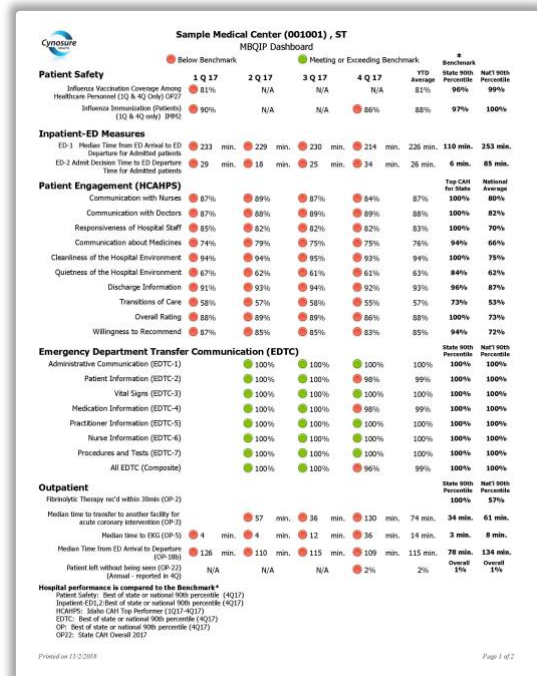 Cynosure
Sample Medical Center (001001) , ST
MBQIP Dashboard
Below Benchmark Meeting or Exceeding Benchmark
* Benchmark
Patient Safety 1 Q 17 2 Q 17 3 Q 17 4 Q 17 YTD Average State 90th Percentile Nat'l 90th Percentile
Influenza Vaccination Coverage Among
Healthcare Personnel (1Q & 4Q Only) OP27 81% N/A N/A N/A 81% 96% 99%
Influenza Immunization (Patients)
(1Q & 4Q only) IMM2 90% N/A N/A 86% 88% 97% 100%
Inpatient-ED Measures
ED-1 Median Time from ED Arrival to ED
Departure for Admitted patients 233 min. 229 min. 230 min. 214 min. 226 min. 110 min. 253 min.
ED-2 Admit Decision Time to ED Departure
Time for Admitted patients 29 min. 18 min. 25 min. 34 min. 26 min. 6 min. 85 min.
Patient Engagement (HCAHPS) Top CAH for State National Average
Communication with Nurses 87% 89% 87% 84% 87% 100% 80%
Communication with Doctors 87% 88% 89% 89% 88% 100% 82%
Responsiveness of Hospital Staff 85% 82% 82% 82% 83% 100% 70%
Communication about Medicines 74% 79% 75% 75% 76% 94% 66%
Cleanliness of the Hospital Environment 94% 94% 95% 93% 94% 100% 75%
Quietness of the Hospital Environment 67% 62% 61% 61% 63% 84% 62%
Discharge Information 91% 93% 94% 92% 93% 96% 87%
Transitions of Care 58% 57% 58% 55% 57% 73% 53%
Overall Rating 88% 89% 89% 86% 88% 100% 73%
Willingness to Recommend 87% 85% 85% 83% 85% 94% 72%
Emergency Department Transfer Communication (EDTC) State 90th Percentile Nat'l 90th Percentile
Administrative Communication (EDTC-1) 100% 100% 100% 100% 100% 100%
Patient Information (EDTC-2) 100% 100% 98% 99% 100% 100%
Vital Signs (EDTC-3) 100% 100% 100% 100% 100% 100%
Medication Information (EDTC-4) 100% 100% 98% 99% 100% 100%
Practitioner Information (EDTC-5) 100% 100% 100% 100% 100% 100%
Nurse Information (EDTC-6) 100% 100% 100% 100% 100% 100%
Procedures and Tests (EDTC-7) 100% 100% 100% 100% 100% 100%
All EDTC (Composite) 100% 100% 96% 99% 100% 100%
Outpatient State 90th Percentile Nat'l 90th Percentile
Fibrinolytic Therapy rec'd within 30min (OP-2) 100% 57%
Median time to transfer to another facility for
acute coronary intervention (OP-3) 57 min. 36 min. 130 min. 74 min. 34 min. 61 min.
Median time to EKG (OP-5) 4 min. 4 min. 12 min. 36 min. 14 min. 3 min. 8 min.
Median Time from ED Arrival to Departure
(OP-18b) 126 min. 110 min. 115 min. 109 min. 115 min. 78 min. 134 min.
Patient left without being seen (OP-22)
(Annual - reported in 4Q) N/A N/A N/A 2% 2% Overall 1% Overall 1%
Hospital performance is compared to the Benchmark*
Patient Safety: Best of state or national 90th percentile (4Q17)
Inpatient-ED1,2:Best of state or national 90th percentile (4Q17)
HCAHPS: Idaho CAH Top Performer (1Q17-4Q17)
EDTC: Best of state or national 90th percentile (4Q17)
OP: Best of state or national 90th percentile (4Q17)
OP22: State CAH Overall 2017
Printed on 11/2/2018 Page 1 of 2